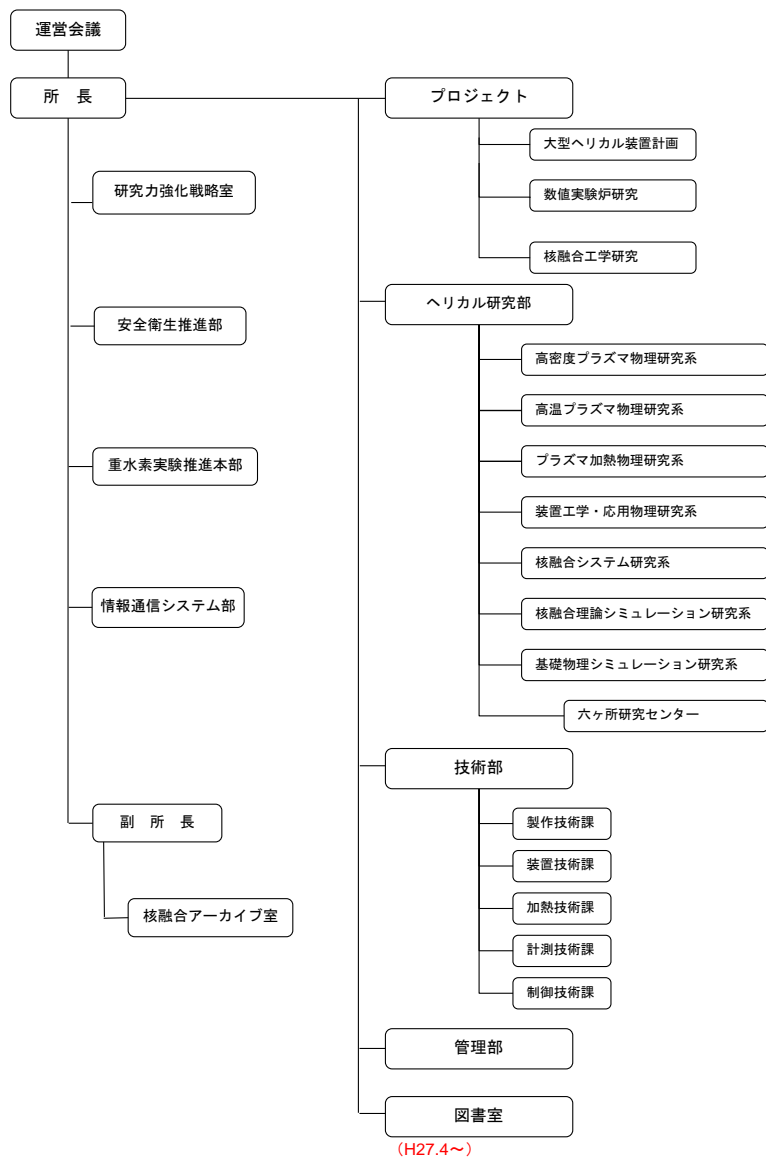 運営会議
所　長
研究力強化戦略室
安全衛生推進部
重水素実験推進本部
情報通信システム部
副　所　長
核融合アーカイブ室
プロジェクト
大型ヘリカル装置計画
数値実験炉研究
核融合工学研究
ヘリカル研究部
高密度プラズマ物理研究系
高温プラズマ物理研究系
プラズマ加熱物理研究系
装置工学・応用物理研究系
核融合システム研究系
核融合理論シミュレーション研究系
基礎物理シミュレーション研究系
六ヶ所研究センター
技術部
製作技術課
装置技術課
加熱技術課
計測技術課
制御技術課
管理部
図書室
（H27.4～）